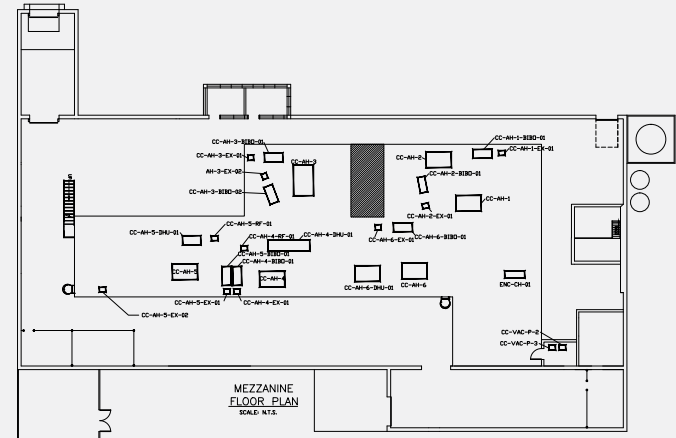 CC-AH-3-BIBO-01
CC-AH-3-EX-01
CC-AH-3
AH-3-EX-02
CC-AH-3-BIBO-02
CC-AH-1-BIBO-01
CC-AH-1-EX-01
CC-AH-2
CC-AH-2-BIBO-01
CC-AH-1
CC-AH-2-EX-01
CC-AH-5-RF-01
CC-AH-5-DHU-01
CC-AH-4-RF-01
CC-AH-4-DHU-01
CC-AH-6-EX-01
CC-AH-6-BIBO-01
CC-AH-5-BIBO-01
CC-AH-4-BIBO-01
CC-AH-5
CC-AH-4
CC-AH-6-DHU-01
CC-AH-6
ENC-CH-01
CC-AH-5-EX-01
CC-AH-4-EX-01
CC-AH-5-EX-02
CC-VAC-P-2
CC-VAC-P-3
MEZZANINE
FLOOR PLAN
SCALE: N.T.S.